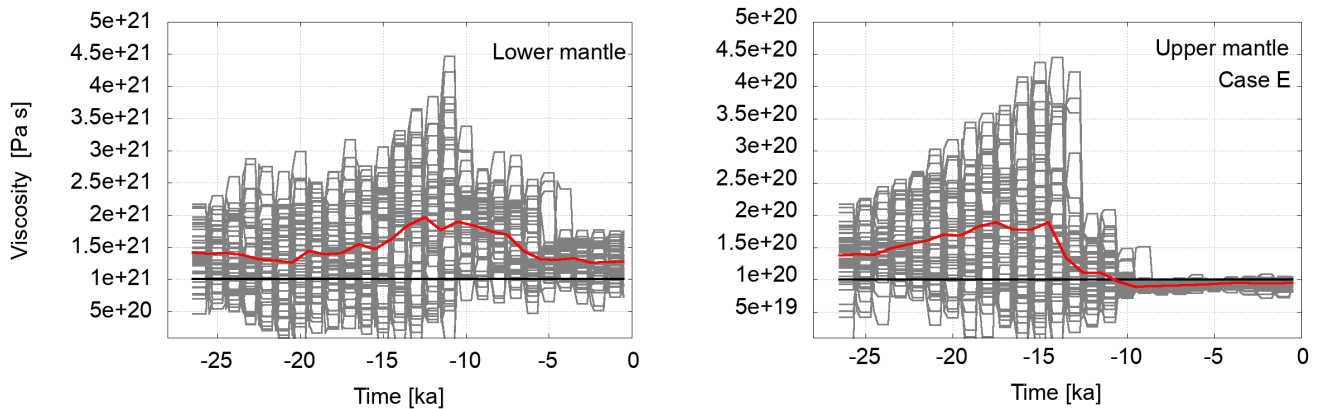 5e+21
4.5e+21
4e+21
3.5e+21
3e+21
2.5e+21
2e+21
1.5e+21
1e+21
5e+20
Viscosity [Pa s]
Lower mantle
-25
-20
-15
-10
-5
0
Time [ka]
5e+20
4.5e+20
4e+20
3.5e+20
3e+20
2.5e+20
2e+20
1.5e+20
1e+20
5e+19
Upper mantle
Case E
-25
-20
-15
-10
-5
0
Time [ka]